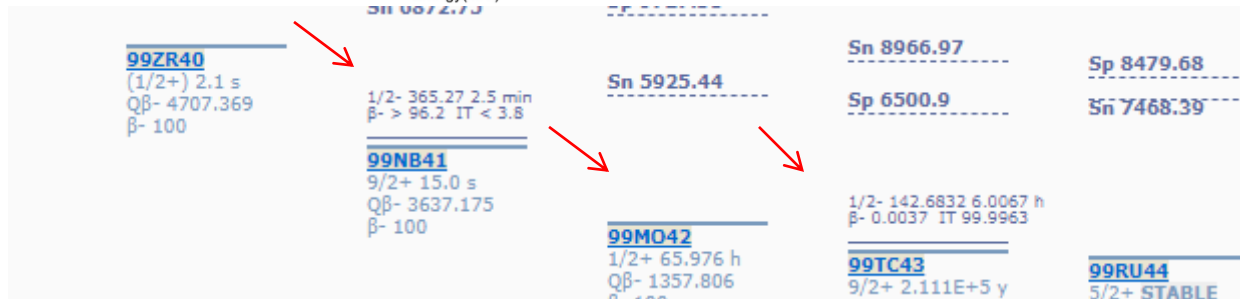 Sn 6872.75
99ZR40
(1/2+) 2.1 s
Qβ- 4707.369
β- 100
1/2- 365.27 2.5 min
β- > 96.2 IT < 3.8
99NB41
9/2+ 15.0 s
Qβ- 3637.175
β- 100
Sn 5925.44
99MO42
1/2+ 65.976 h
Qβ- 1357.806
Sn 8966.97
Sp 6500.9
1/2- 142.6832 6.0067 h
β- 0.0037 IT 99.9963
99TC43
9/2+ 2.111E+5 y
Sp 8479.68
Sn 7468.39
99RU44
5/2+ STABLE